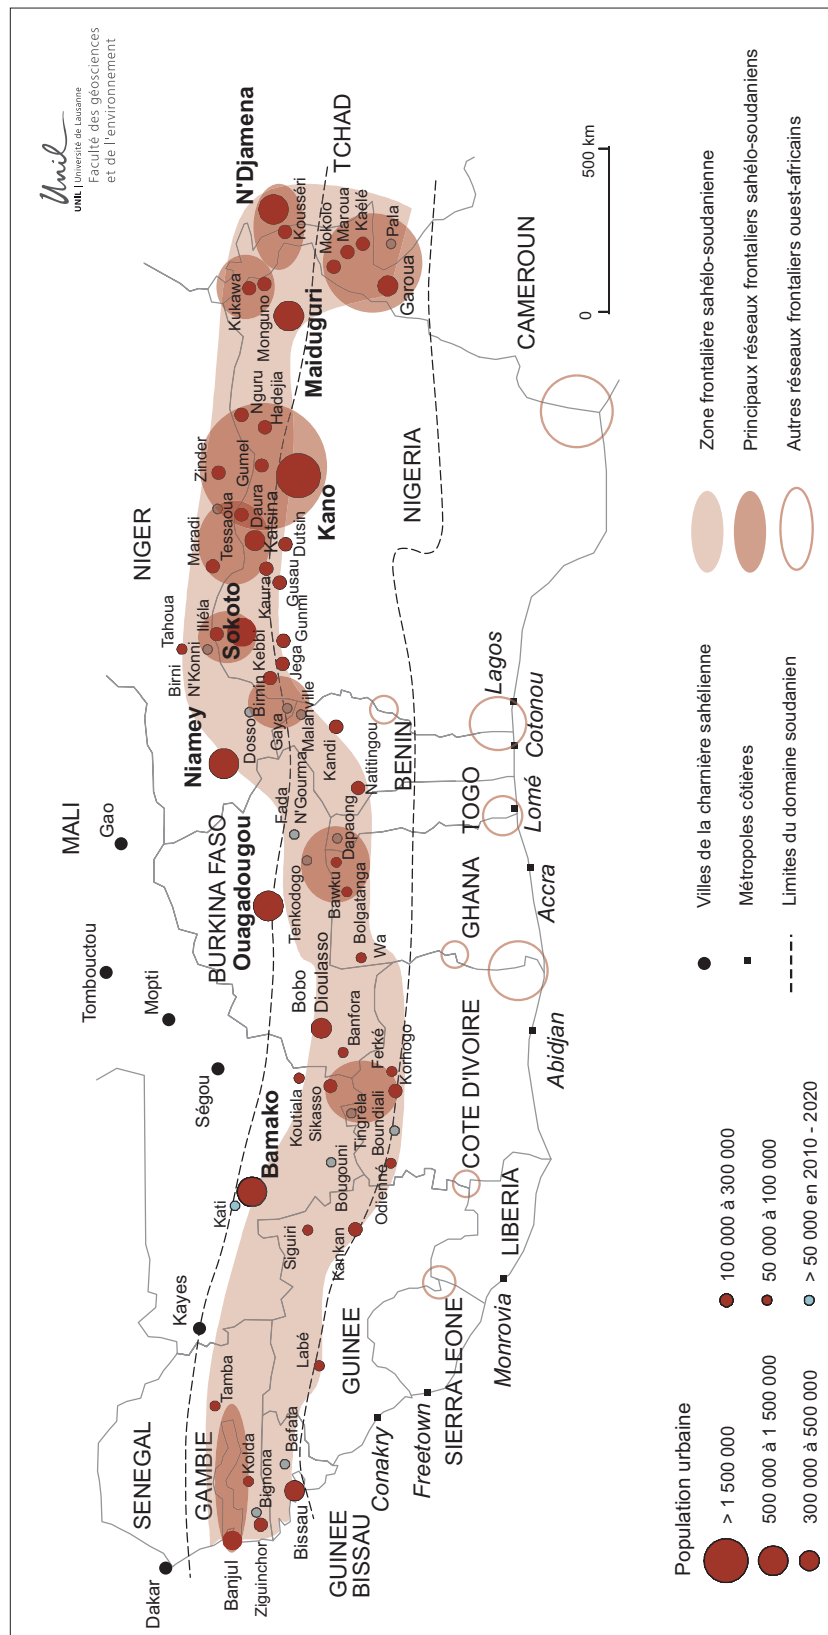 Unil
UNIL | Université de Lausanne
Faculté des géosciences
et de l'environnement
SENEGAL
GAMBIE
GUINEE
BISSAU
GUINEE
SIERRA LEONE
LIBERIA
COTE D'IVOIRE
MALI
BURKINA FASO
GHANA
TOGO
BENIN
NIGER
NIGERIA
CAMEROUN
TCHAD
Dakar
Banjul
Ziguinchor
Bignona
Kolda
Tamba
Bissau
Bafata
Kayes
Labé
Conakry
Freetown
Monrovia
Kati
Bamako
Siguiri
Kankan
Bougouni
Odienné
Boundiali
Tingrela
Korhogo
Ferké
Sikasso
Koutiala
Banfora
Bobo
Dioulasso
Ségou
Mopti
Tombouctou
Gao
Abidjan
Ouagadougou
Wa
Bolgatanga
Bawku
Tenkodogo
Dapaong
Fada
N'Gourma
Accra
Lomé
Cotonou
Lagos
Natitingou
Kandi
Niamey
Dosso
Gaya
Malanville
Birnin Kebbi
Jega
Gunmi
Gusau
Kaura
Sokoto
Illéla
Birni
N'Konni
Tahoua
Maradi
Tessaoua
Daura
Katsina
Dutsin
Kano
Zinder
Gumel
Nguru
Hadejia
Maiduguri
Monguno
Kukawa
N'Djamena
Kousséri
Mokolo
Maroua
Kaélé
Pala
Garoua
0
500 km
Population urbaine
> 1 500 000
500 000 à 1 500 000
300 000 à 500 000
100 000 à 300 000
50 000 à 100 000
> 50 000 en 2010 - 2020
Villes de la charnière sahélienne
Métropoles côtières
Limites du domaine soudanien
Zone frontalière sahélo-soudanienne
Principaux réseaux frontaliers sahélo-soudaniens
Autres réseaux frontaliers ouest-africains